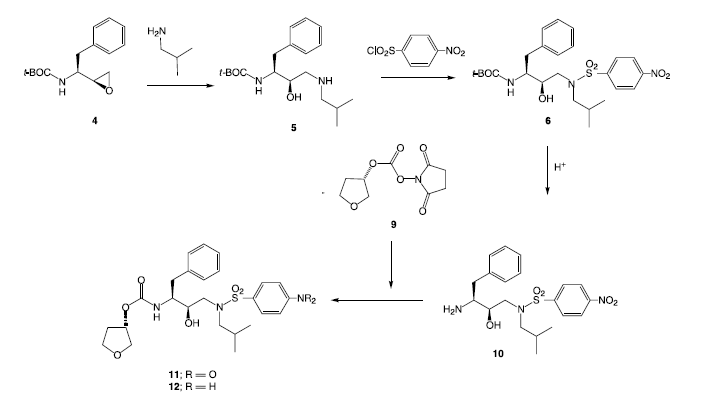 H₂N
t-BOC
N
H
O
4
t-BOC
N
H
OH
NH
5
ClO₂S
NO₂
t-BOC
N
H
OH
N
S
O₂
NO₂
6
H⁺
O
O
O
N
O
O
O
9
H₂N
OH
N
S
O₂
NO₂
10
O
O
N
H
OH
N
S
O₂
NR₂
O
11; R = O
12; R = H